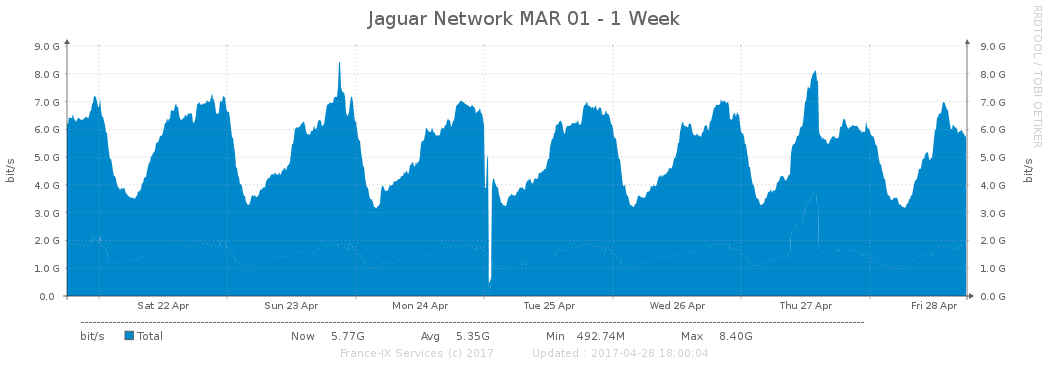 Jaguar Network MAR 01 - 1 Week
RRDTOOL / TOBI OETIKER
9.0 G 9.0 G
8.0 G 8.0 G
7.0 G 7.0 G
6.0 G 6.0 G
5.0 G 5.0 G
4.0 G 4.0 G
3.0 G 3.0 G
2.0 G 2.0 G
1.0 G 1.0 G
0.0 0.0 G
bit/s
bit/s
Sat 22 Apr Sun 23 Apr Mon 24 Apr Tue 25 Apr Wed 26 Apr Thu 27 Apr Fri 28 Apr
bit/s Total Now 5.77G Avg 5.35G Min 492.74M Max 8.40G
France-IX Services (c) 2017 Updated : 2017-04-28 18:00:04